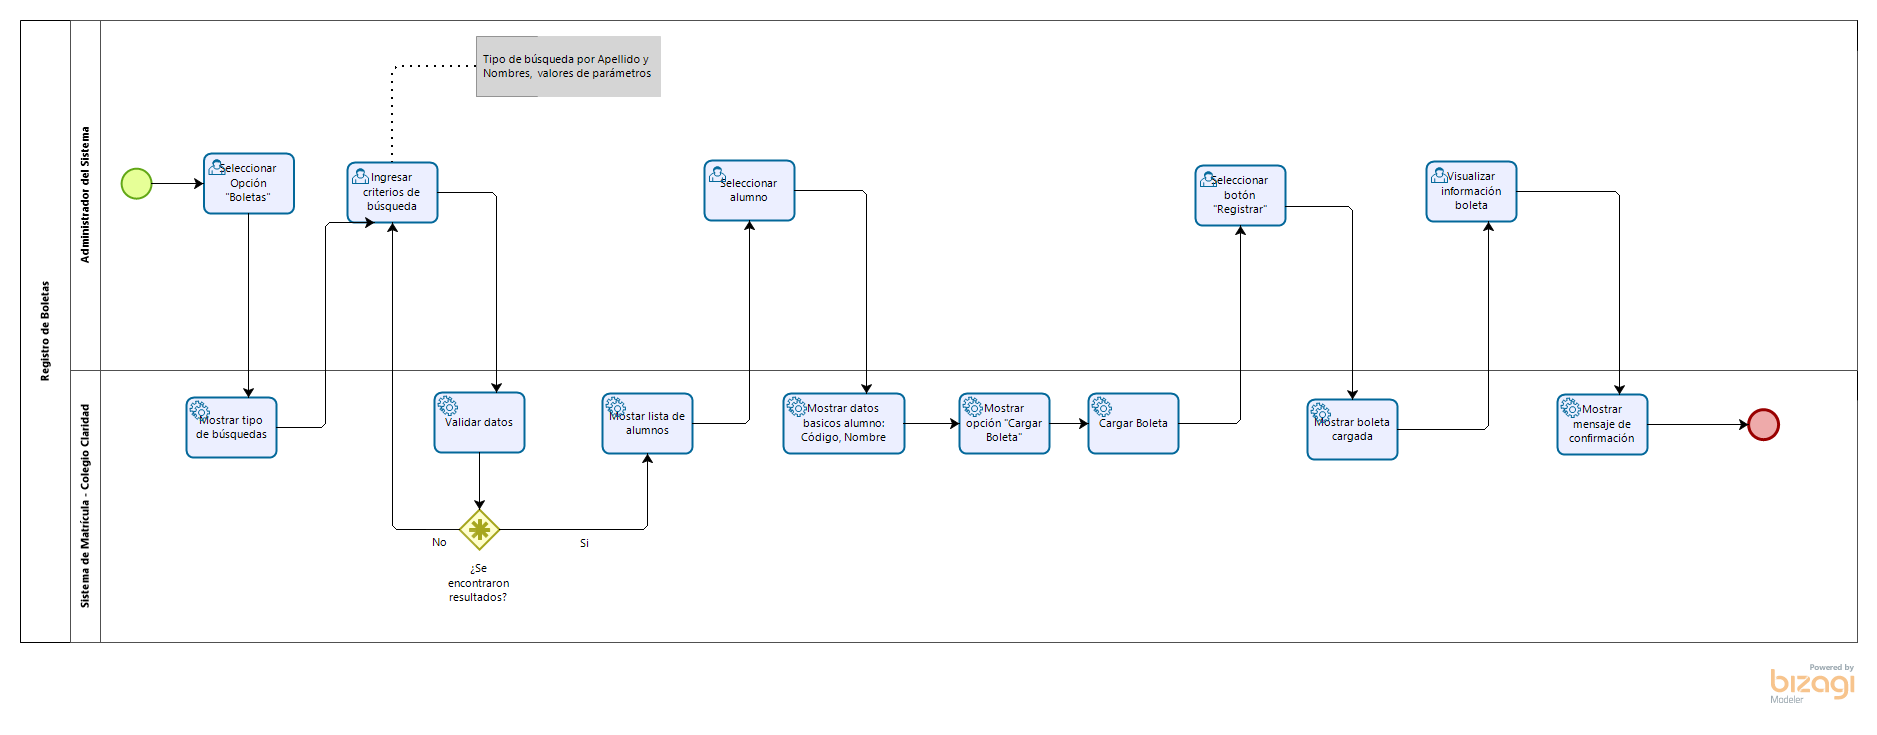 Registro de Boletas
Administrador del Sistema
Tipo de búsqueda por Apellido y
Nombres, valores de parámetros
Seleccionar
Opción
"Boletas"
Ingresar
criterios de
búsqueda
Seleccionar
alumno
Seleccionar
botón
"Registrar"
Visualizar
información
boleta
Sistema de Matrícula - Colegio Claridad
Mostrar tipo
de búsquedas
Validar datos
Mostar lista de
alumnos
Mostrar datos
basicos alumno:
Código, Nombre
Mostrar
opción "Cargar
Boleta"
Cargar Boleta
Mostrar boleta
cargada
Mostrar
mensaje de
confirmación
No
Si
¿Se
encontraron
resultados?
Powered by
bizagi
Modeler